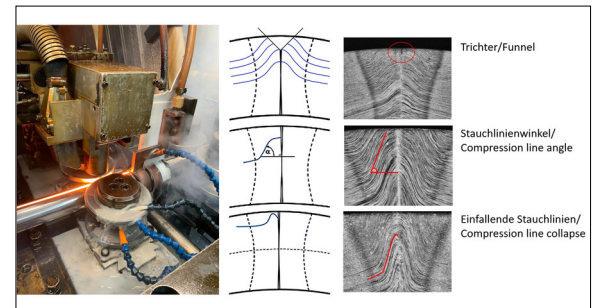 Trichter/Funnel
α
Stauchlinienwinkel/
Compression line angle
Einfallende Stauchlinien/
Compression line collapse